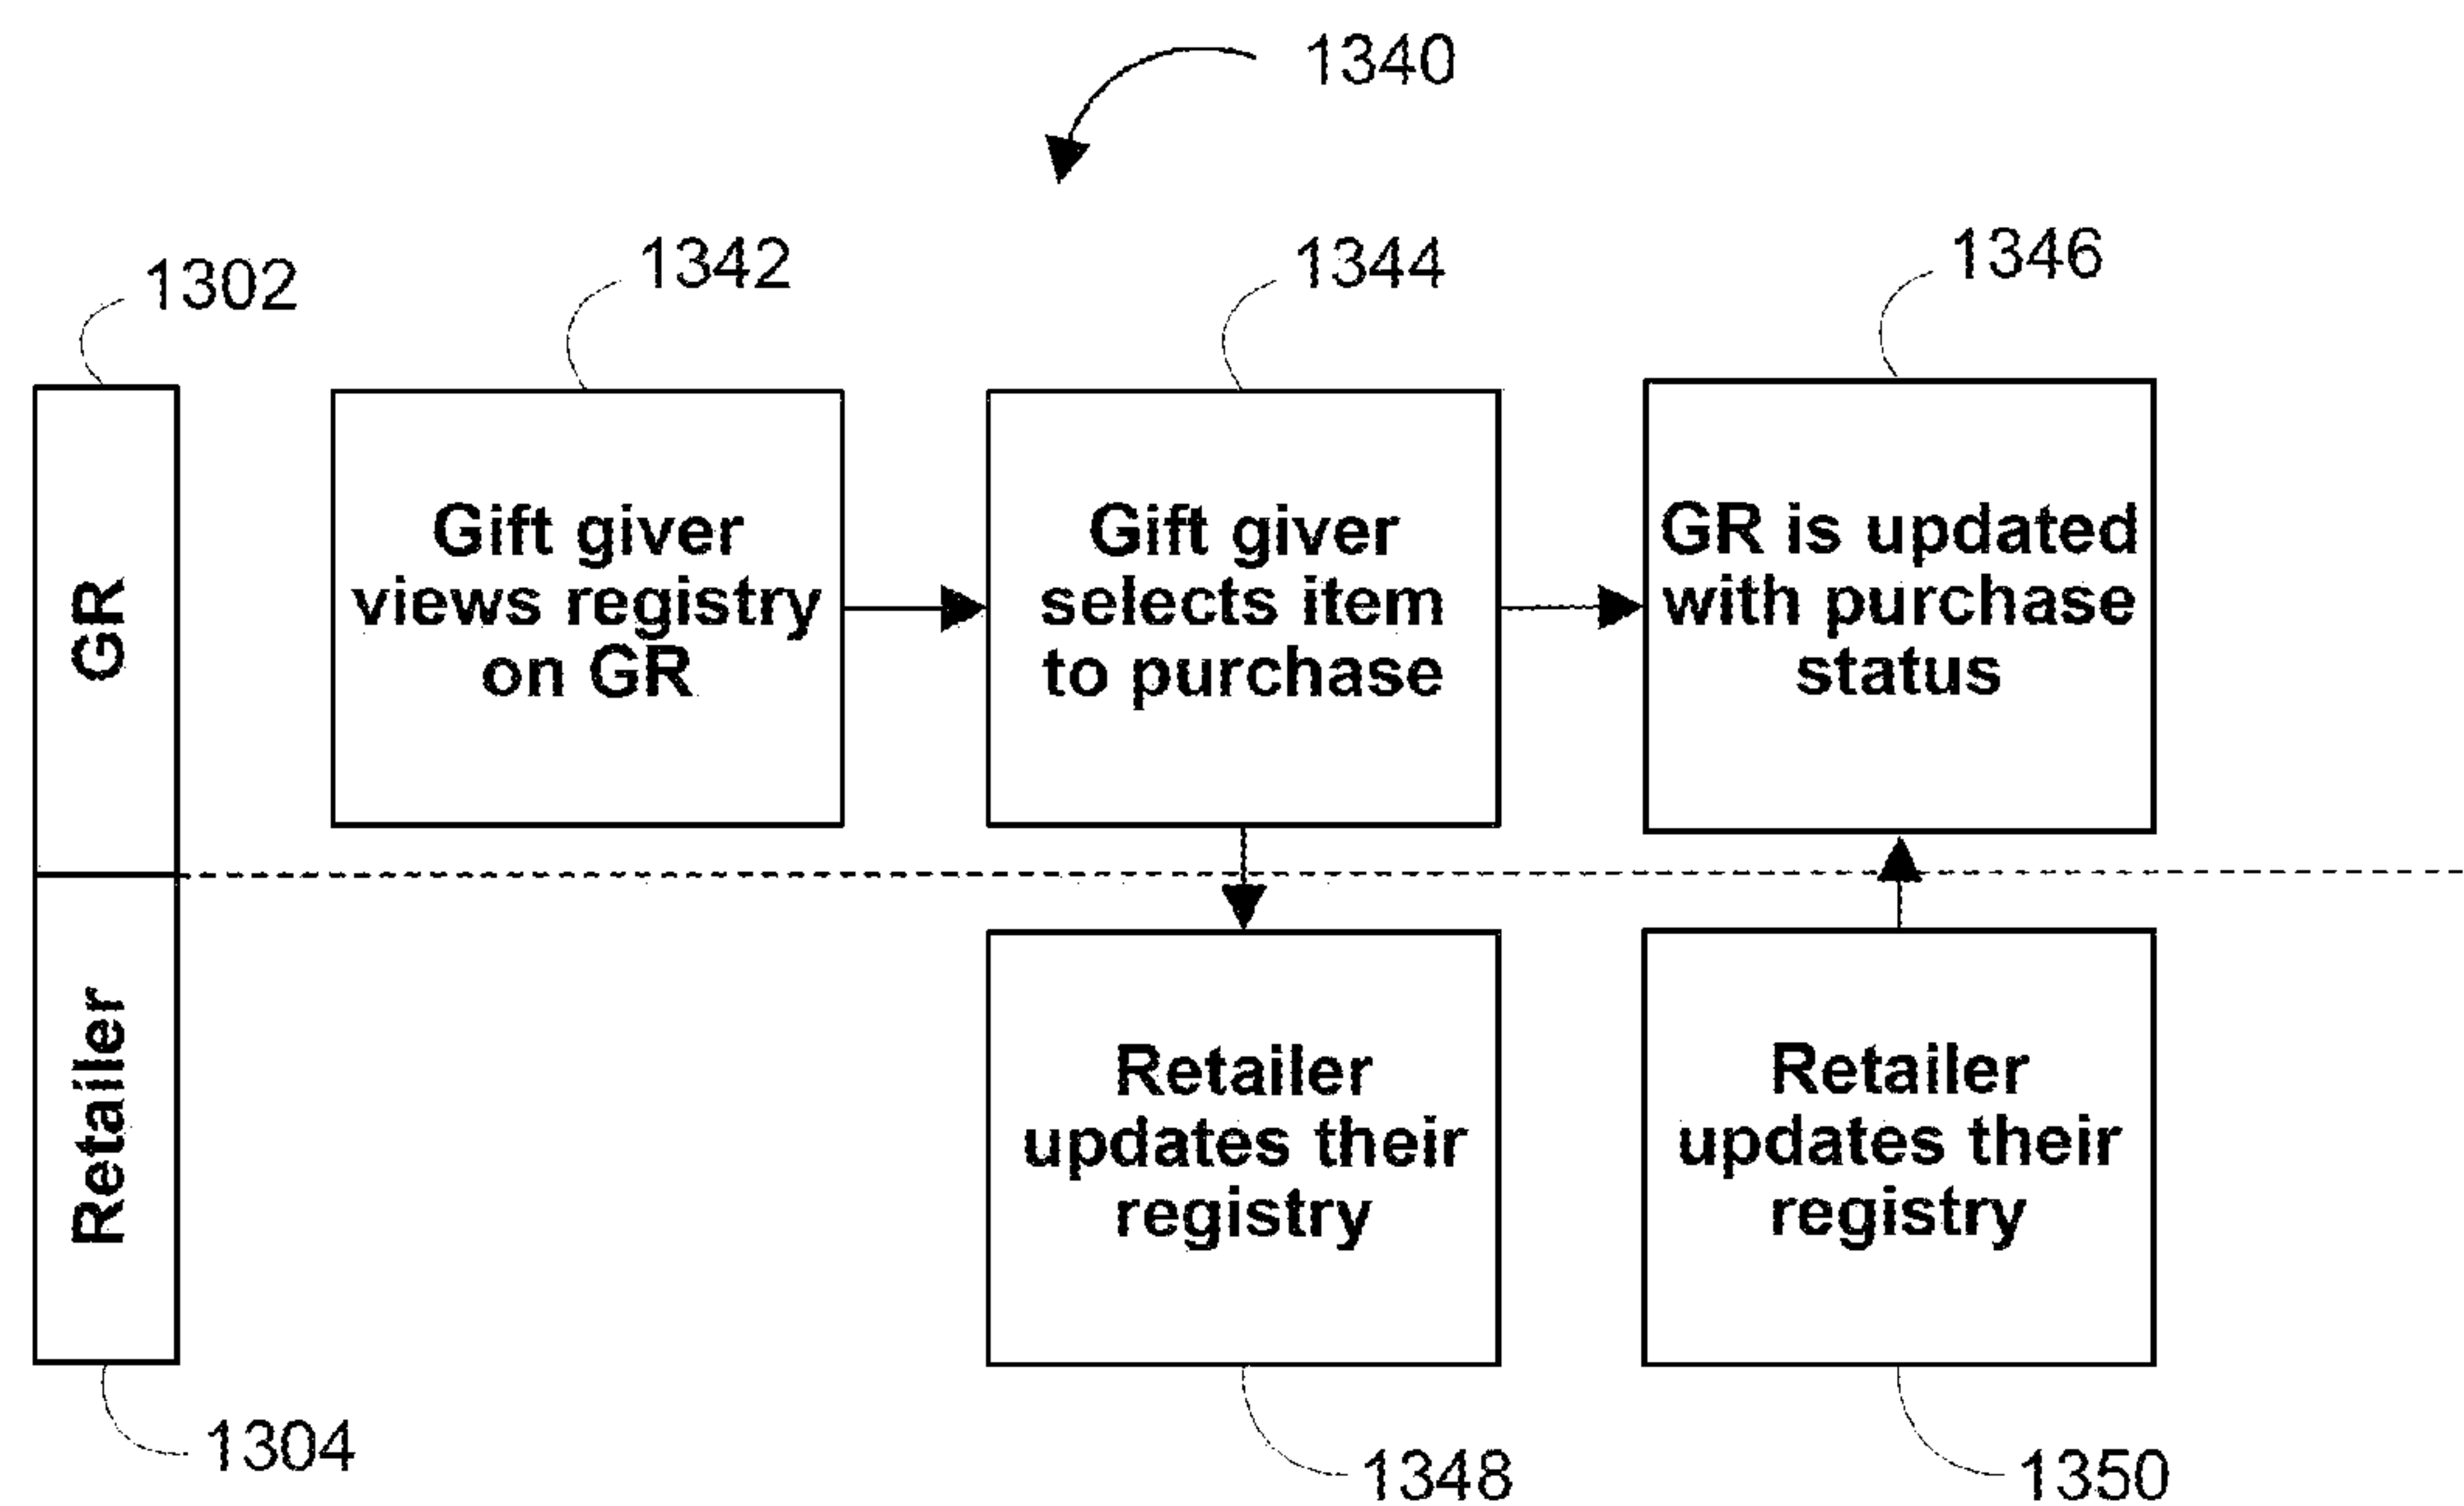 1340
1302
1342
1344
1346
GR
Gift giver
views registry
on GR
Gift giver
selects item
to purchase
GR is updated
with purchase
status
Retailer
Retailer
updates their
registry
Retailer
updates their
registry
1304
1348
1350